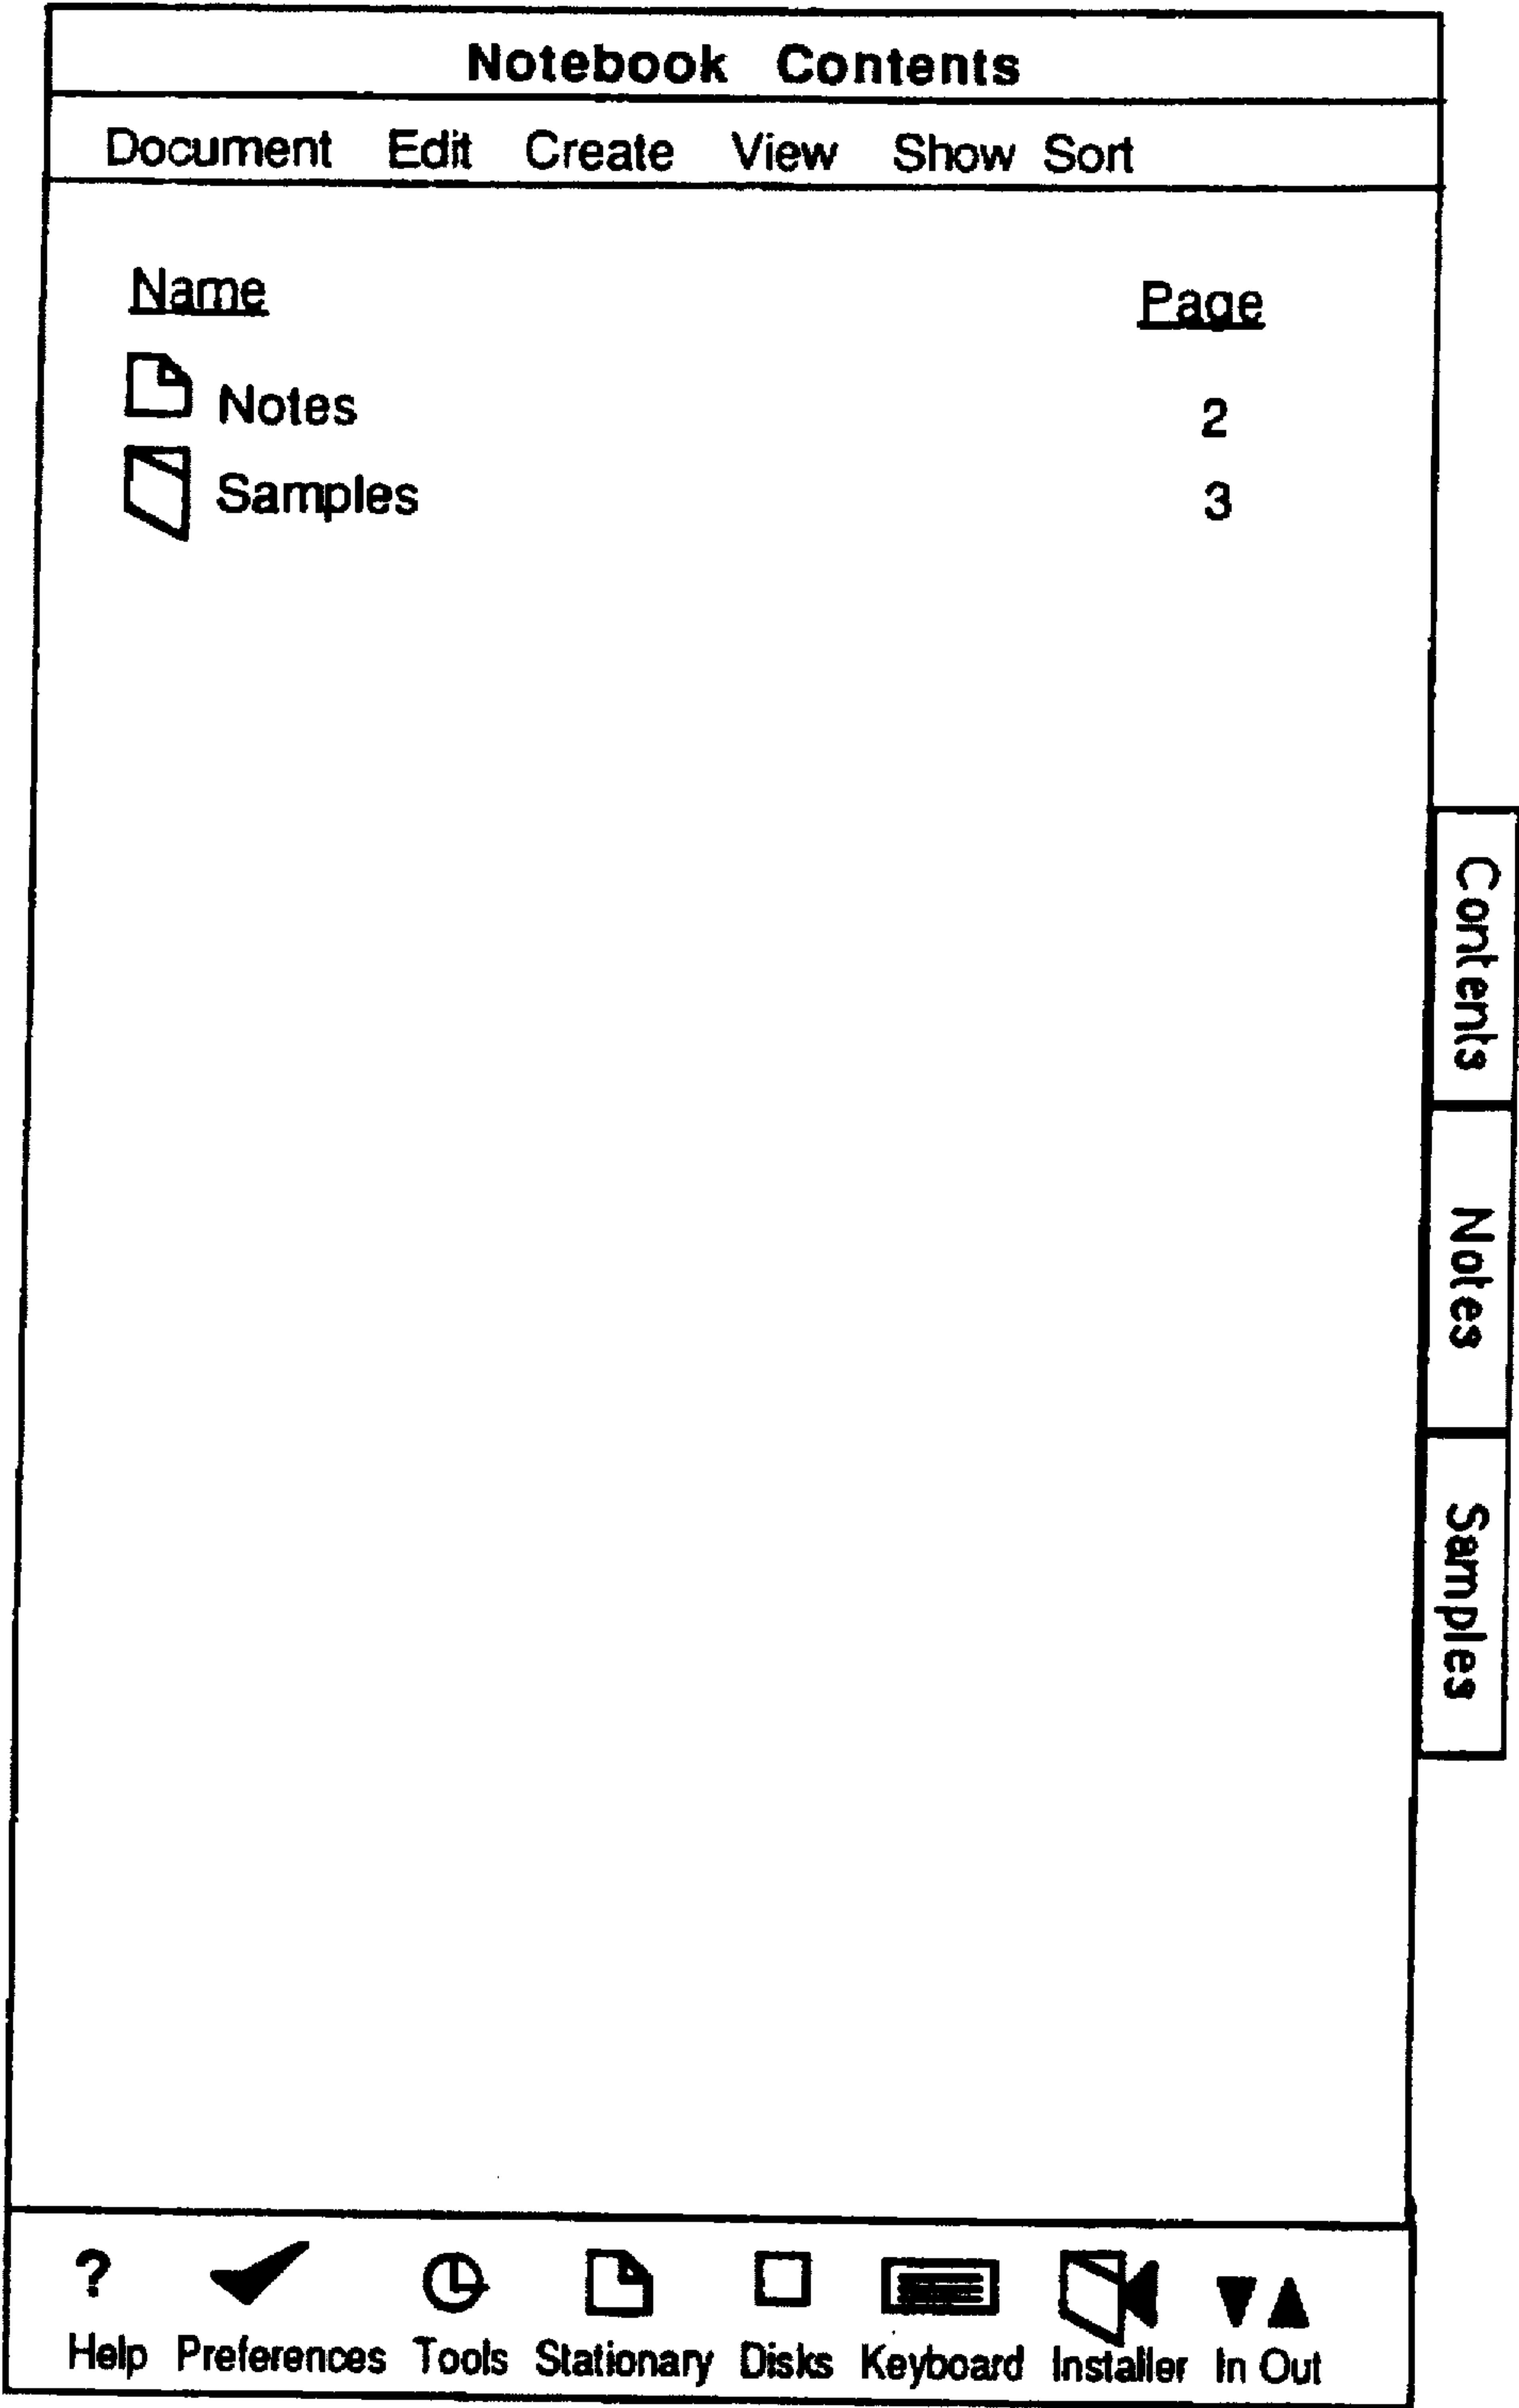 Notebook Contents
Document Edit Create View Show Sort
Name Page
Notes 2
Samples 3
Contents
Notes
Samples
?
Help Preferences Tools Stationary Disks Keyboard Installer In Out